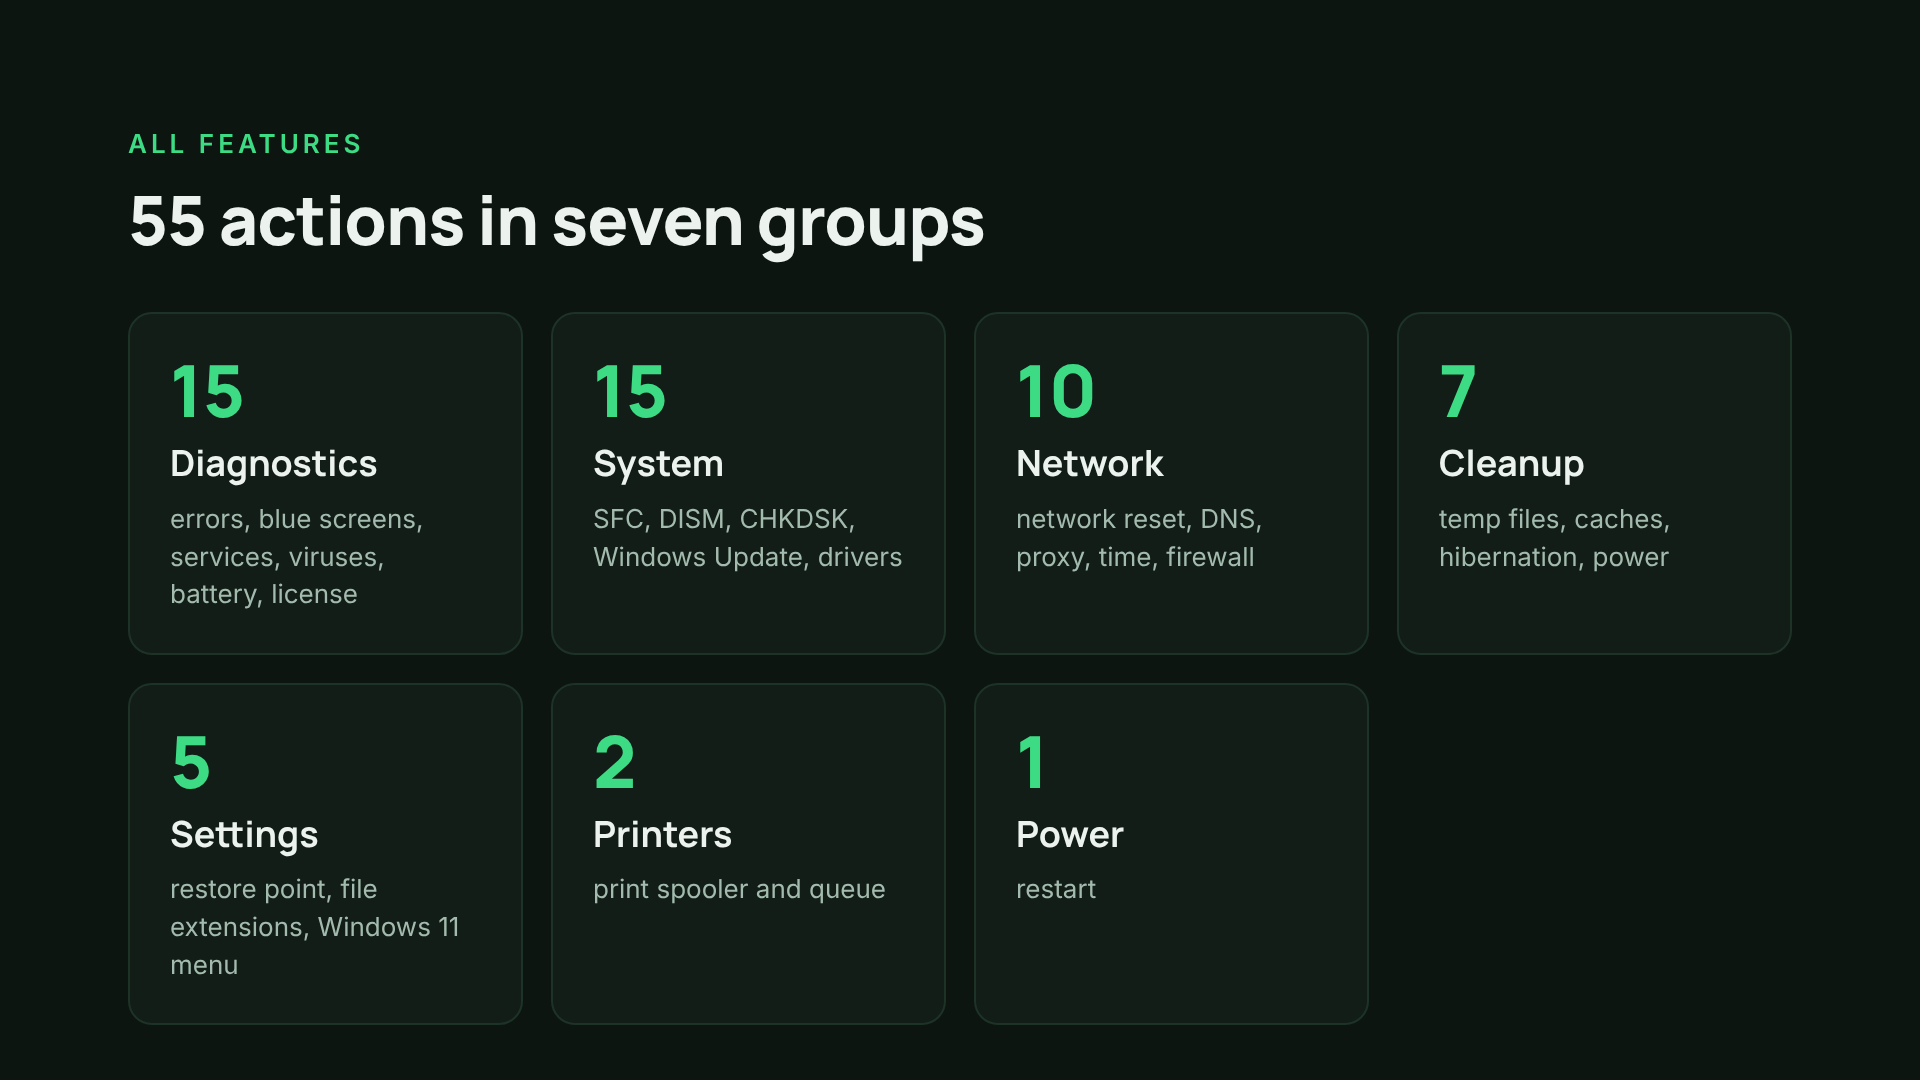 ALL FEATURES
55 actions in seven groups
15
Diagnostics
errors, blue screens,
services, viruses,
battery, license
15
System
SFC, DISM, CHKDSK,
Windows Update, drivers
10
Network
network reset, DNS,
proxy, time, firewall
7
Cleanup
temp files, caches,
hibernation, power
5
Settings
restore point, file
extensions, Windows 11
menu
2
Printers
print spooler and queue
1
Power
restart